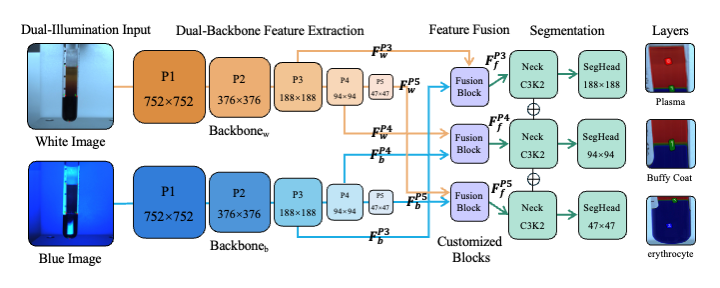 Dual-Illumination Input
Dual-Backbone Feature Extraction
Feature Fusion
Segmentation
Layers
White Image
P1
752×752
P2
376×376
P3
188×188
P4
94×94
P5
47×47
Backbone_w
F_w^P3
F_w^P5
F_w^P4
F_b^P4
Blue Image
P1
752×752
P2
376×376
P3
188×188
P4
94×94
P5
47×47
Backbone_b
F_b^P5
F_b^P3
Fusion
Block
F_f^P3
Fusion
Block
F_f^P4
Fusion
Block
F_f^P5
Customized
Blocks
Neck
C3K2
SegHead
188×188
Neck
C3K2
SegHead
94×94
Neck
C3K2
SegHead
47×47
Plasma
Buffy Coat
erythrocyte